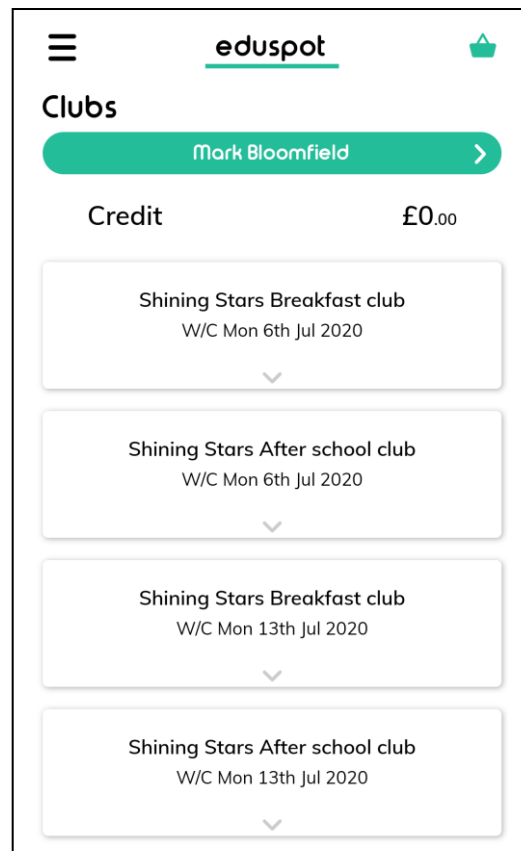 eduspot
Clubs
Mark Bloomfield
Credit £0.00
Shining Stars Breakfast club
W/C Mon 6th Jul 2020
Shining Stars After school club
W/C Mon 6th Jul 2020
Shining Stars Breakfast club
W/C Mon 13th Jul 2020
Shining Stars After school club
W/C Mon 13th Jul 2020